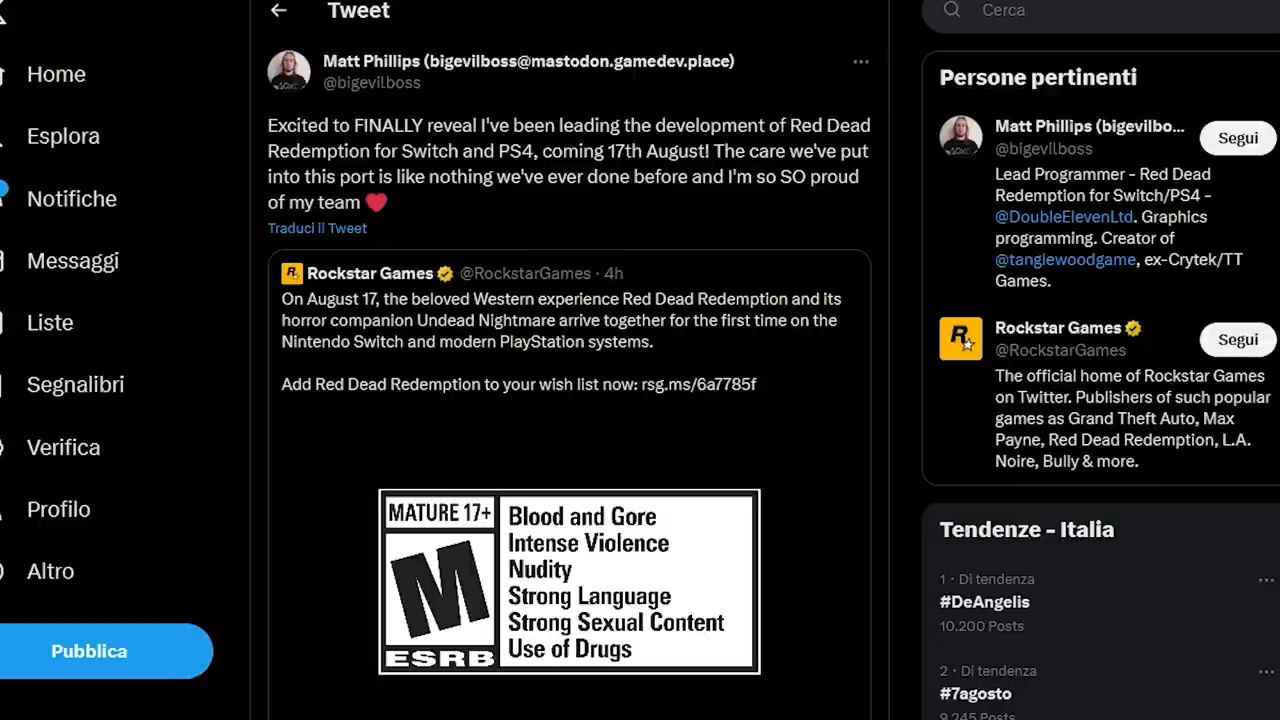 Tweet
Cerca
Home
Esplora
Notifiche
Messaggi
Liste
Segnalibri
Verifica
Profilo
Altro
Pubblica
Matt Phillips (bigevilboss@mastodon.gamedev.place)
@bigevilboss
Excited to FINALLY reveal I've been leading the development of Red Dead
Redemption for Switch and PS4, coming 17th August! The care we've put
into this port is like nothing we've ever done before and I'm so SO proud
of my team ❤️
Traduci il Tweet
Rockstar Games @RockstarGames · 4h
On August 17, the beloved Western experience Red Dead Redemption and its
horror companion Undead Nightmare arrive together for the first time on the
Nintendo Switch and modern PlayStation systems.
Add Red Dead Redemption to your wish list now: rsg.ms/6a7785f
MATURE 17+
M
ESRB
Blood and Gore
Intense Violence
Nudity
Strong Language
Strong Sexual Content
Use of Drugs
Persone pertinenti
Matt Phillips (bigevilbo...
@bigevilboss
Segui
Lead Programmer - Red Dead
Redemption for Switch/PS4 -
@DoubleElevenLtd. Graphics
programming. Creator of
@tanglewoodgame, ex-Crytek/TT
Games.
R
Rockstar Games
@RockstarGames
Segui
The official home of Rockstar Games
on Twitter. Publishers of such popular
games as Grand Theft Auto, Max
Payne, Red Dead Redemption, L.A.
Noire, Bully & more.
Tendenze - Italia
1 · Di tendenza
#DeAngelis
10.200 Posts
2 · Di tendenza
#7agosto
9.245 Posts